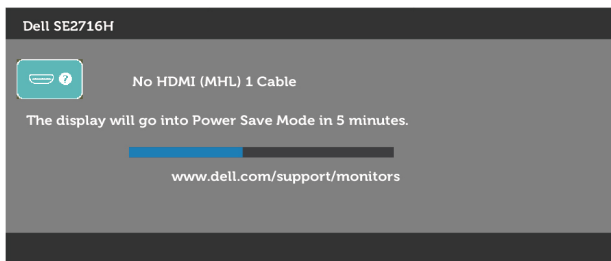 Dell SE2716H
?
No HDMI (MHL) 1 Cable
The display will go into Power Save Mode in 5 minutes.
www.dell.com/support/monitors